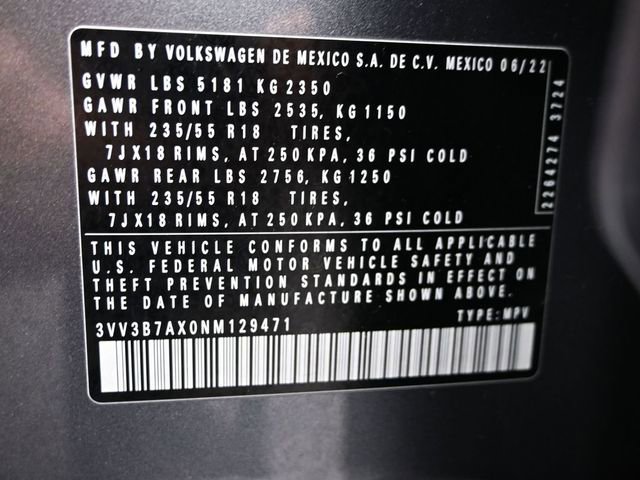 MFD BY VOLKSWAGEN DE MEXICO S.A. DE C.V. MEXICO 06/22
GVWR LBS 5181 KG 2350
GAWR FRONT LBS 2535, KG 1150
WITH 235/55 R18 TIRES,
7JX18 RIMS, AT 250 KPA, 36 PSI COLD
GAWR REAR LBS 2756, KG 1250
WITH 235/55 R18 TIRES,
7JX18 RIMS, AT 250 KPA, 36 PSI COLD
THIS VEHICLE CONFORMS TO ALL APPLICABLE
U.S. FEDERAL MOTOR VEHICLE SAFETY AND
THEFT PREVENTION STANDARDS IN EFFECT ON
THE DATE OF MANUFACTURE SHOWN ABOVE.
3VV3B7AX0NM129471 TYPE: MPV
2264274 3724